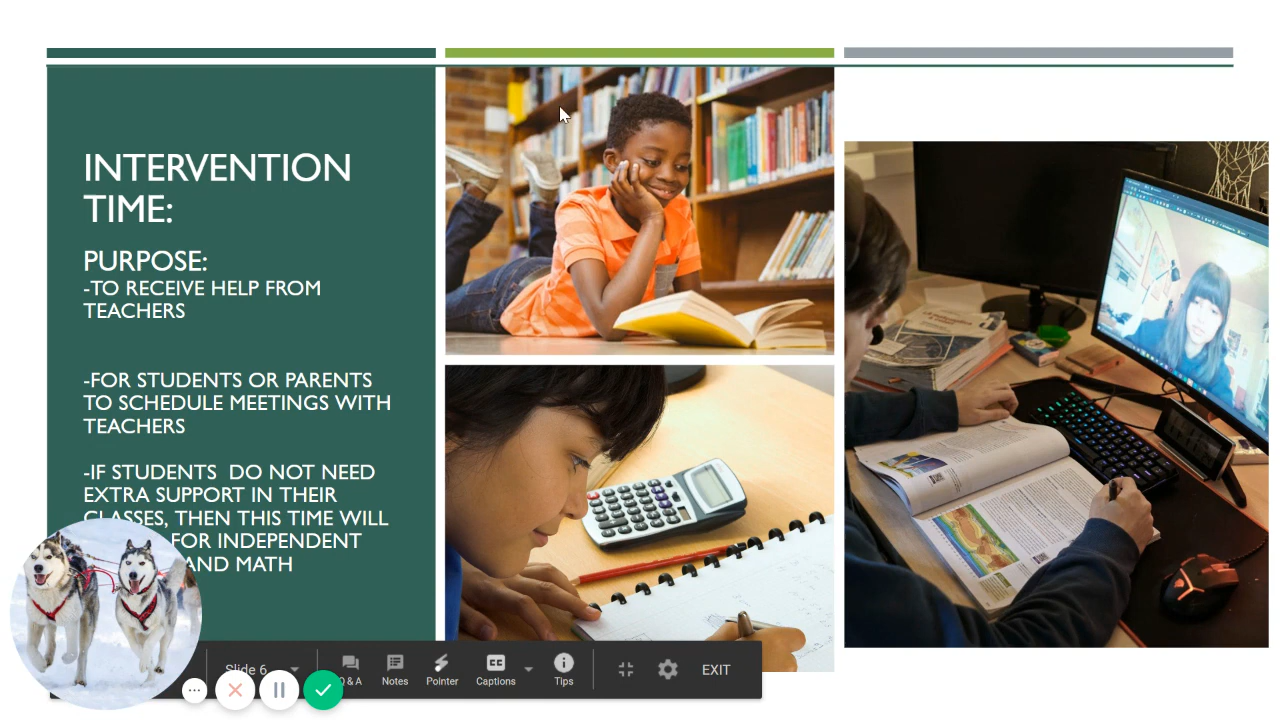 INTERVENTION
TIME:
PURPOSE:
-TO RECEIVE HELP FROM
TEACHERS
-FOR STUDENTS OR PARENTS
TO SCHEDULE MEETINGS WITH
TEACHERS
-IF STUDENTS DO NOT NEED
EXTRA SUPPORT IN THEIR
CLASSES, THEN THIS TIME WILL
FOR INDEPENDENT
AND MATH
Slide 6
Q & A
Notes
Pointer
CC
Captions
Tips
EXIT